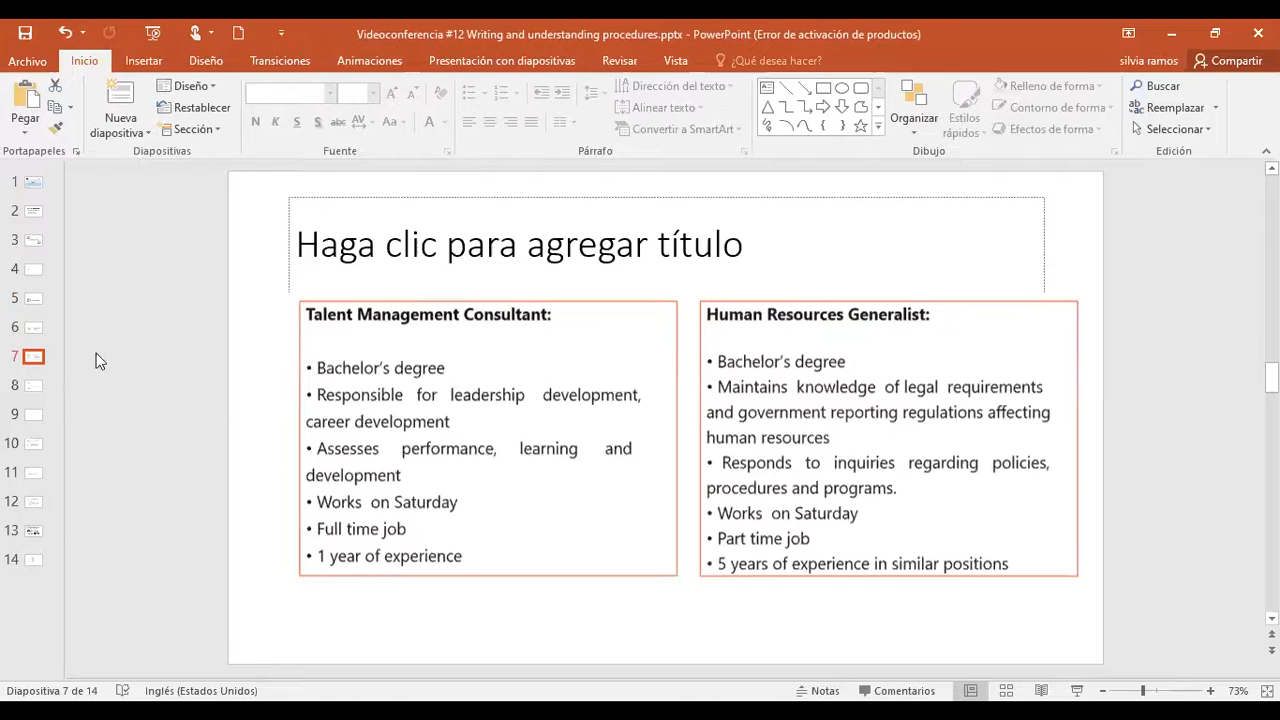 Videoconferencia #12 Writing and understanding procedures.pptx - PowerPoint (Error de activación de productos)
Archivo Inicio Insertar Diseño Transiciones Animaciones Presentación con diapositivas Revisar Vista ¿Qué desea hacer? silvia ramos Compartir
Pegar
Nueva diapositiva
Diseño
Restablecer
Sección
N K S S abc AV Aa A
Dirección del texto
Alinear texto
Convertir a SmartArt
Organizar
Estilos rápidos
Relleno de forma
Contorno de forma
Efectos de forma
Buscar
Reemplazar
Seleccionar
Portapapeles Diapositivas Fuente Párrafo Dibujo Edición
1
2
3
4
5
6
7
8
9
10
11
12
13
14
Haga clic para agregar título
Talent Management Consultant:
• Bachelor's degree
• Responsible for leadership development,
career development
• Assesses performance, learning and
development
• Works on Saturday
• Full time job
• 1 year of experience
Human Resources Generalist:
• Bachelor's degree
• Maintains knowledge of legal requirements
and government reporting regulations affecting
human resources
• Responds to inquiries regarding policies,
procedures and programs.
• Works on Saturday
• Part time job
• 5 years of experience in similar positions
Diapositiva 7 de 14 Inglés (Estados Unidos) Notas Comentarios 73%